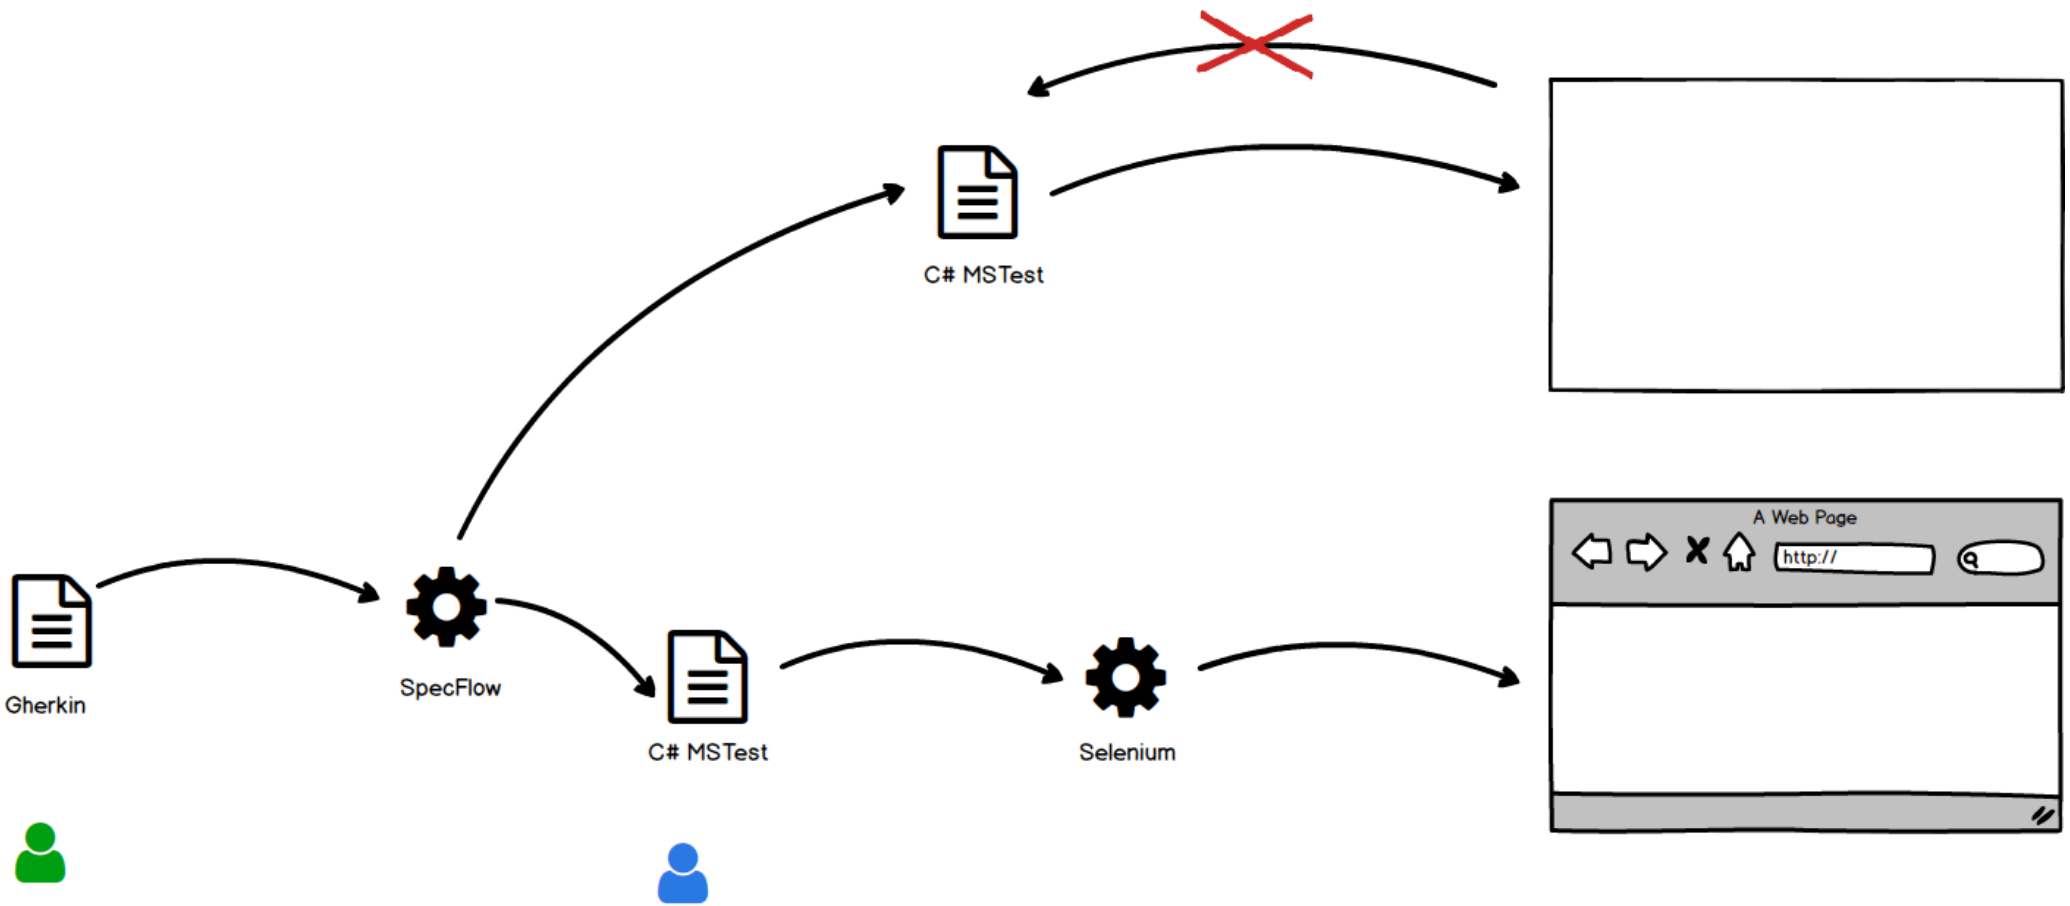 C# MSTest
A Web Page
http://
Gherkin
SpecFlow
C# MSTest
Selenium